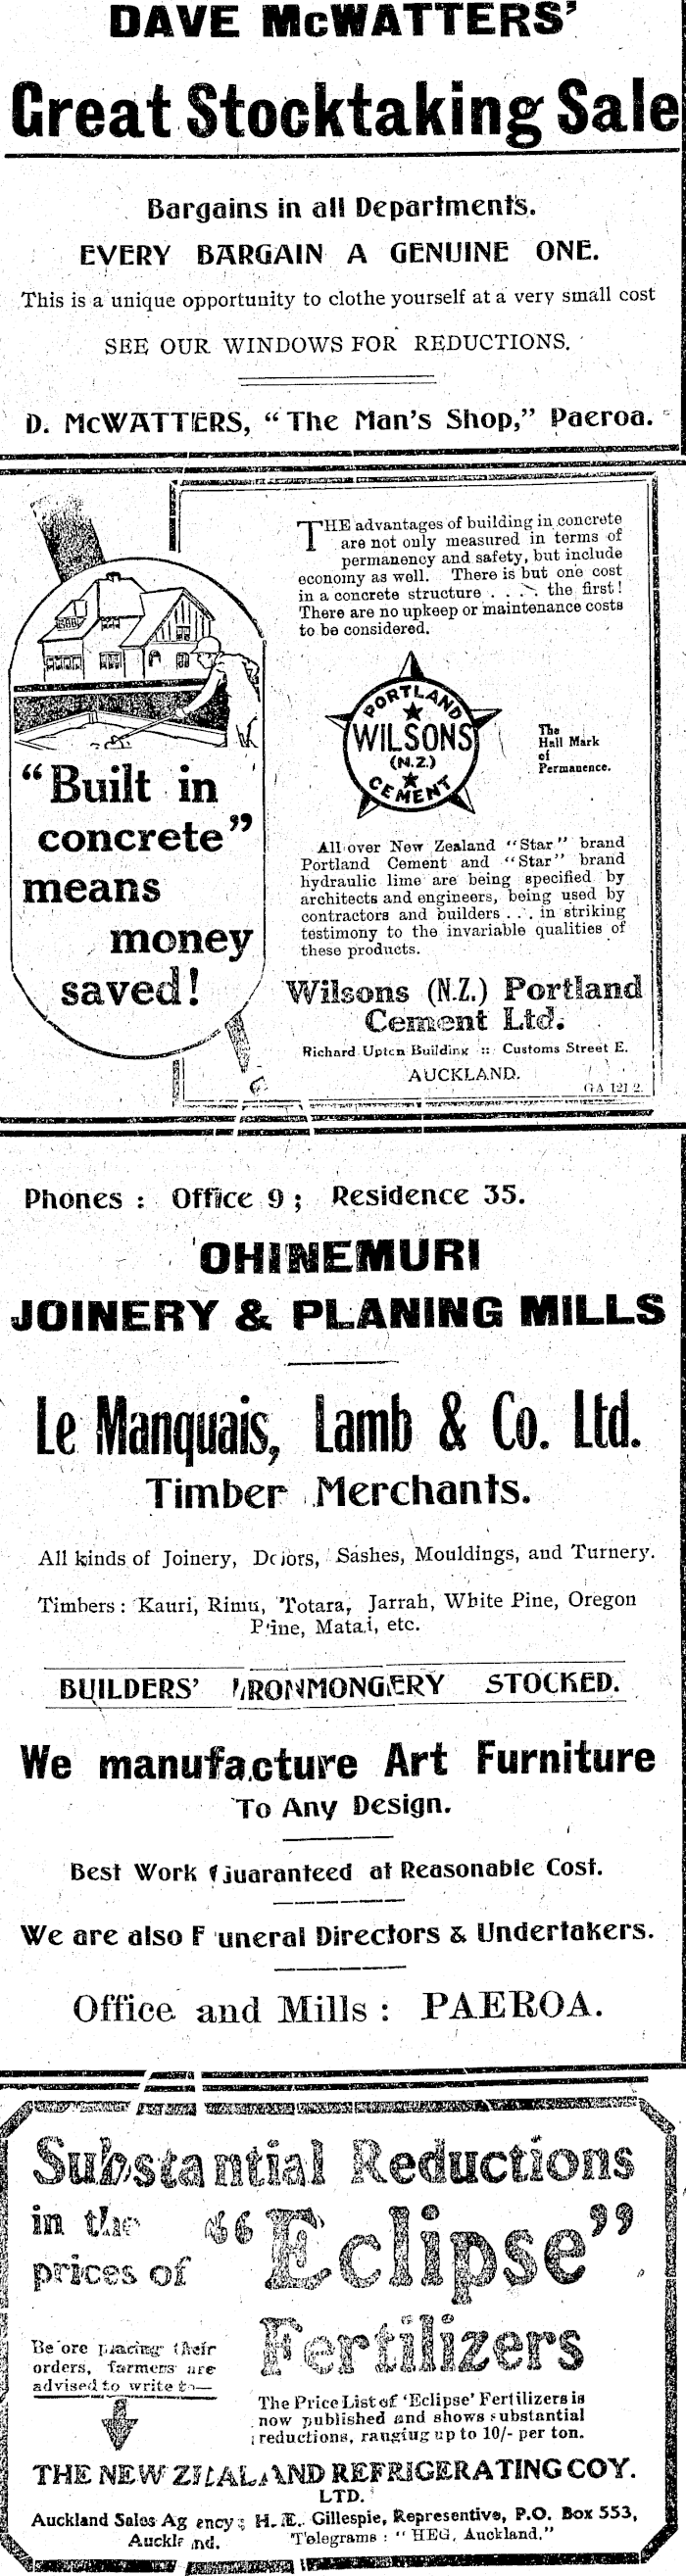 DAVE McWATTERS'
Great Stocktaking Sale
Bargains in all Departments.
EVERY BARGAIN A GENUINE ONE.
This is a unique opportunity to clothe yourself at a very small cost
SEE OUR WINDOWS FOR REDUCTIONS.
D. McWATTERS, "The Man's Shop," Paeroa.
"Built in
concrete"
means
money
saved!
THE advantages of building in concrete
are not only measured in terms of
permanency and safety, but include
economy as well. There is but one cost
in a concrete structure . . . the first!
There are no upkeep or maintenance costs
to be considered.
PORTLAND
WILSONS
(N.Z.)
CEMENT
The
Hall Mark
of
Permanence.
All over New Zealand "Star" brand
Portland Cement and "Star" brand
hydraulic lime are being specified by
architects and engineers, being used by
contractors and builders . . . in striking
testimony to the invariable qualities of
these products.
Wilsons (N.Z.) Portland
Cement Ltd.
Richard Upton Building :: Customs Street E.
AUCKLAND.
GA 121 2.
Phones : Office 9 ; Residence 35.
OHINEMURI
JOINERY & PLANING MILLS
Le Manquais, Lamb & Co. Ltd.
Timber Merchants.
All kinds of Joinery, Doors, Sashes, Mouldings, and Turnery.
Timbers : Kauri, Rimu, Totara, Jarrah, White Pine, Oregon
Pine, Matai, etc.
BUILDERS' IRONMONGERY STOCKED.
We manufacture Art Furniture
To Any Design.
Best Work Guaranteed at Reasonable Cost.
We are also Funeral Directors & Undertakers.
Office and Mills : PAEROA.
Substantial Reductions
in the
prices of
"Eclipse"
Fertilizers
Before placing their
orders, farmers are
advised to write to—
The Price List of 'Eclipse' Fertilizers is
now published and shows substantial
reductions, ranging up to 10/- per ton.
THE NEW ZEALAND REFRIGERATING COY.
LTD.
Auckland Sales Agency ; H. E. Gillespie, Representive, P.O. Box 553,
Auckland. Telegrams : "HEG, Auckland."